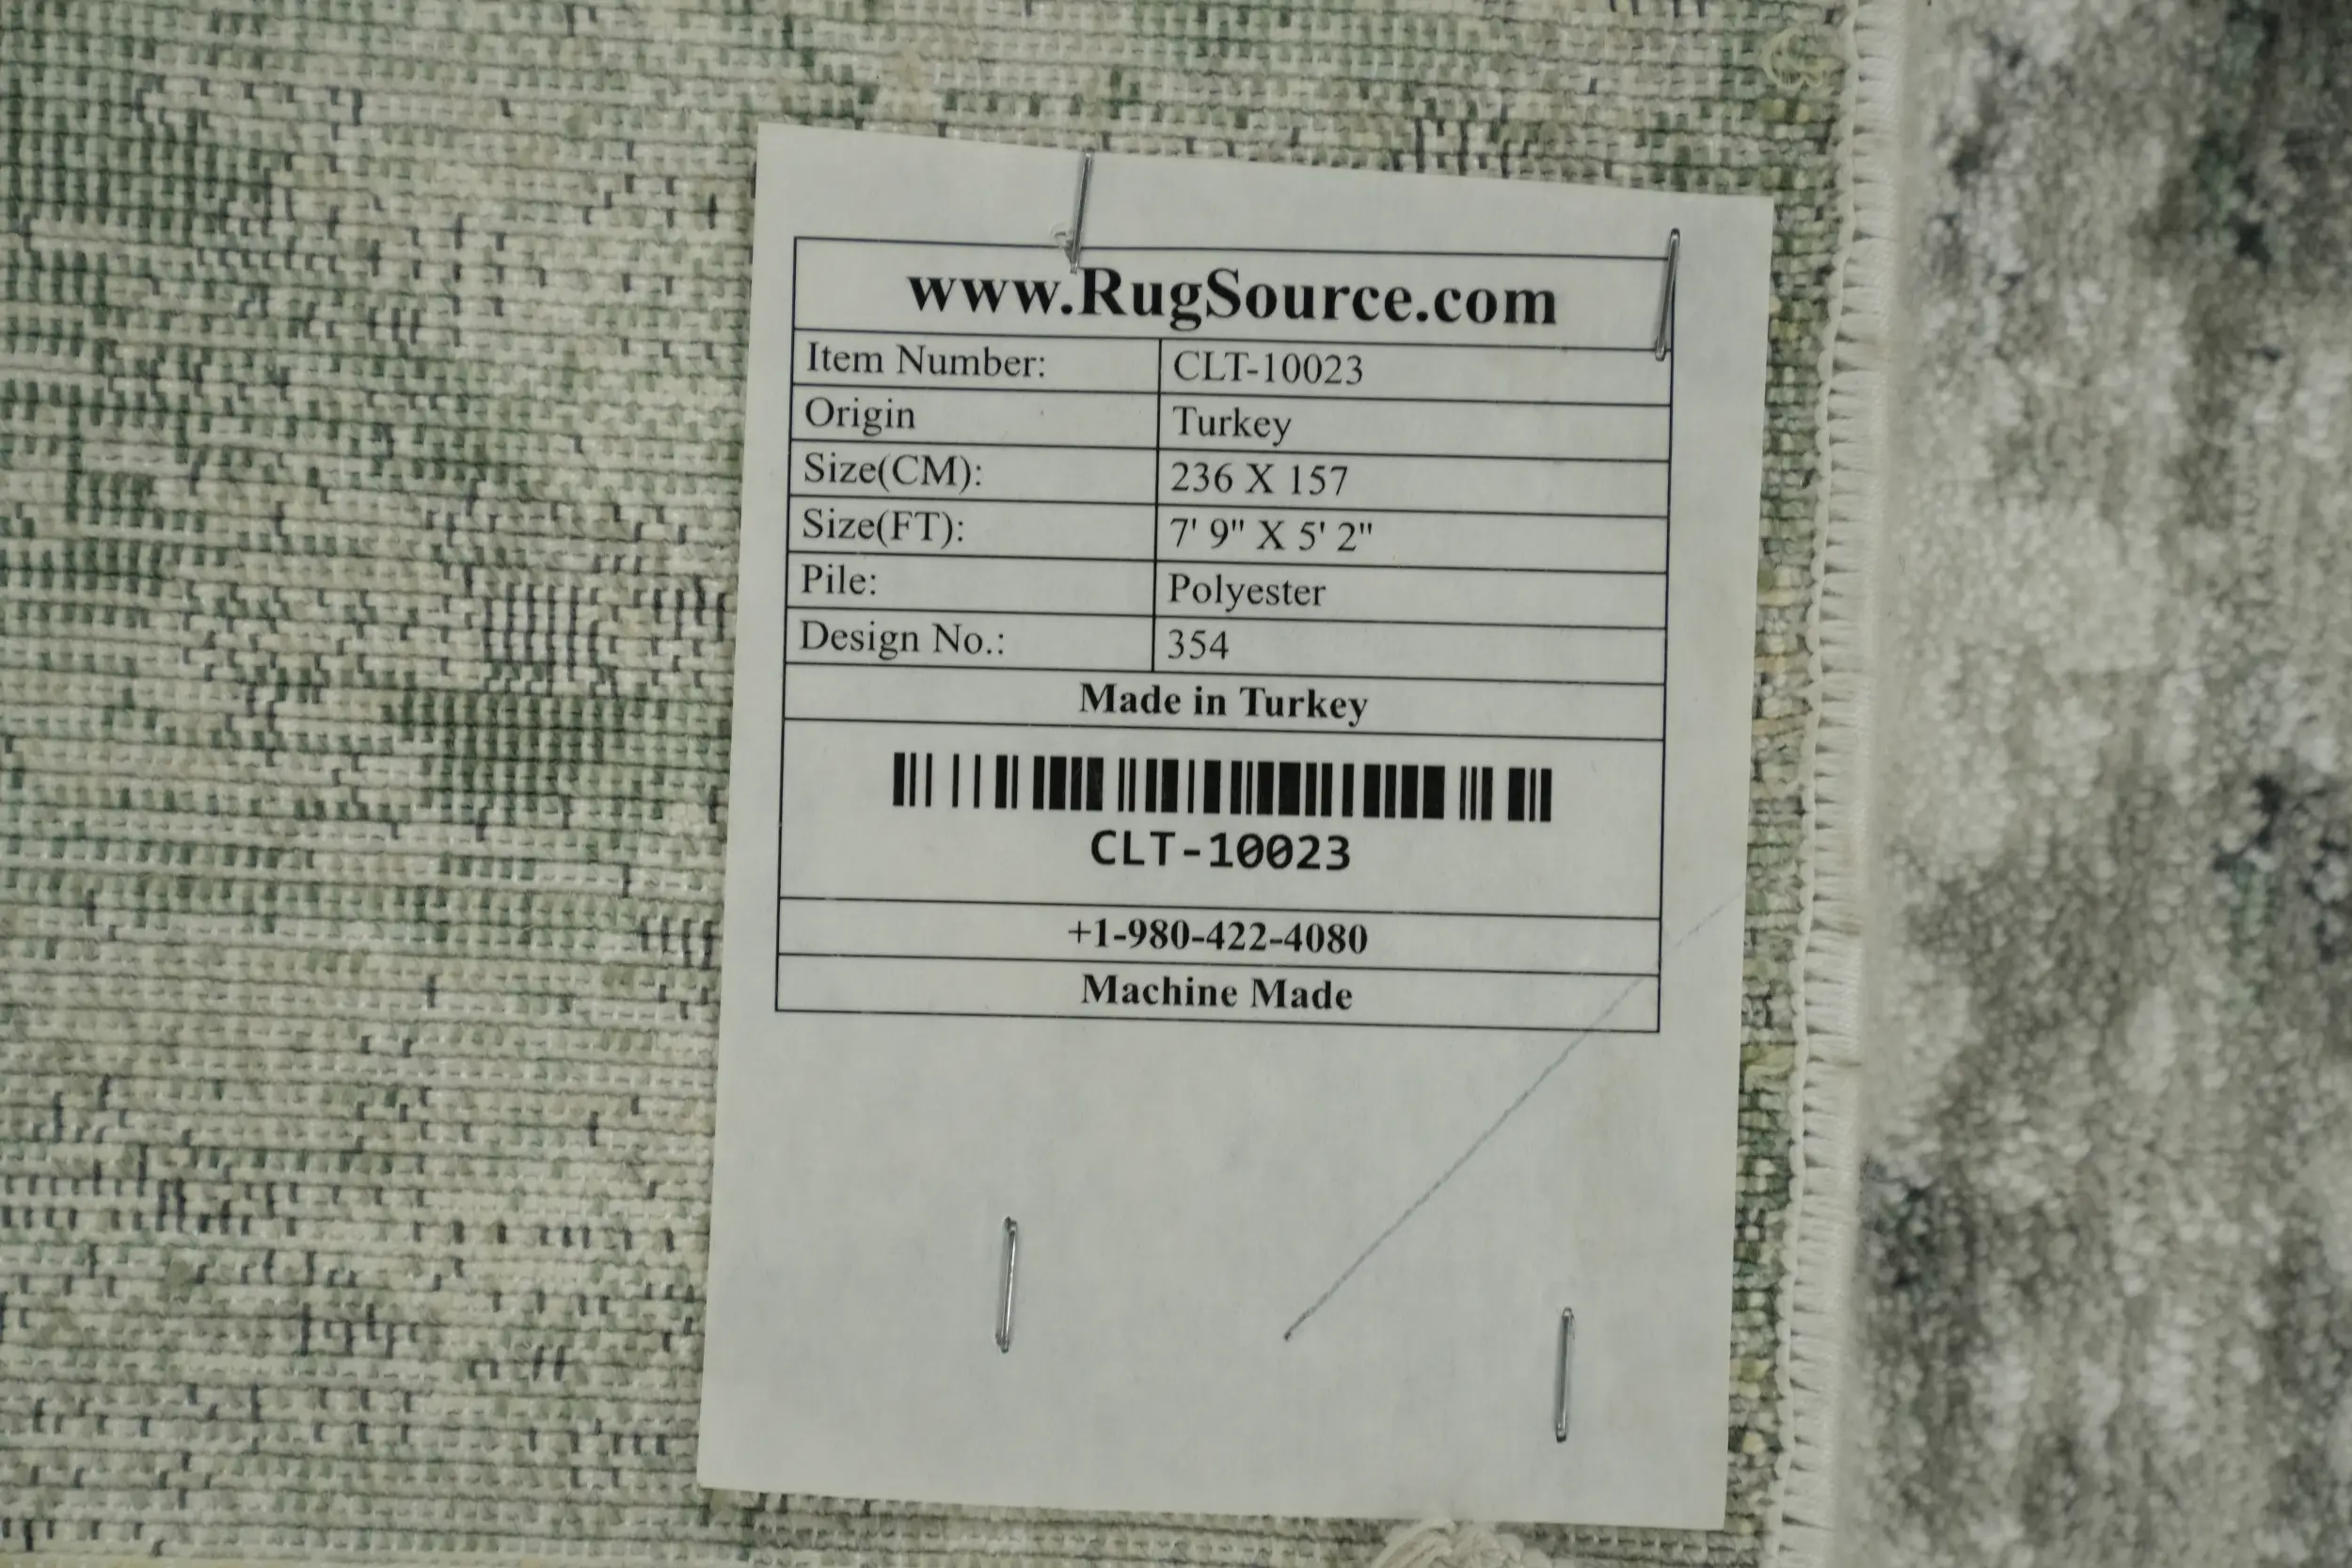 www.RugSource.com
Item Number: CLT-10023
Origin Turkey
Size(CM): 236 X 157
Size(FT): 7' 9" X 5' 2"
Pile: Polyester
Design No.: 354
Made in Turkey
CLT-10023
+1-980-422-4080
Machine Made